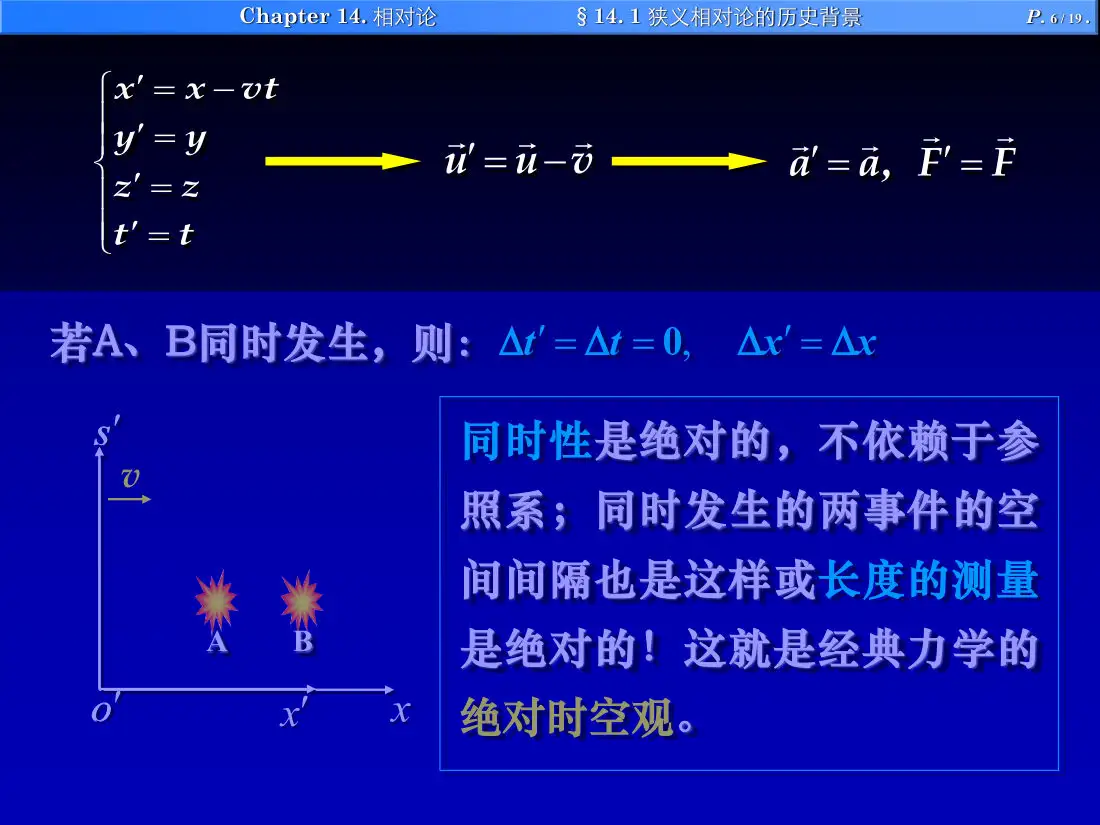 Chapter 14. 相对论 §14.1 狭义相对论的历史背景 P. 6 / 19 .
x′ = x − vt
y′ = y
z′ = z
t′ = t
u⃗′ = u⃗ − v⃗
a⃗′ = a⃗, F⃗′ = F⃗
若A、B同时发生，则： Δt′ = Δt = 0, Δx′ = Δx
s′
v
A B
o′ x′ x
同时性是绝对的，不依赖于参
照系；同时发生的两事件的空
间间隔也是这样或长度的测量
是绝对的！这就是经典力学的
绝对时空观。